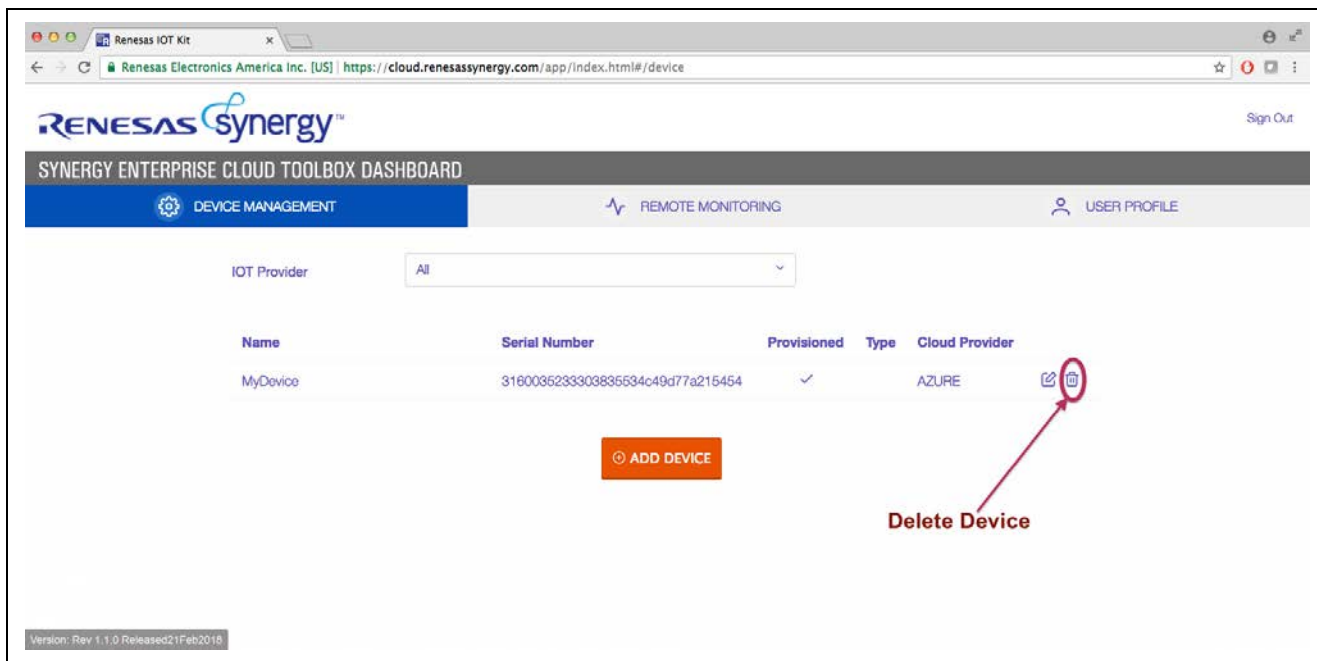 Renesas IOT Kit
Renesas Electronics America Inc. [US] | https://cloud.renesassynergy.com/app/index.html#/device
RENESAS synergy™
Sign Out
SYNERGY ENTERPRISE CLOUD TOOLBOX DASHBOARD
DEVICE MANAGEMENT
REMOTE MONITORING
USER PROFILE
IOT Provider
All
Name Serial Number Provisioned Type Cloud Provider
MyDevice 3160035233303835534c49d77a215454 AZURE
ADD DEVICE
Delete Device
Version: Rev 1.1.0 Released21Feb2018